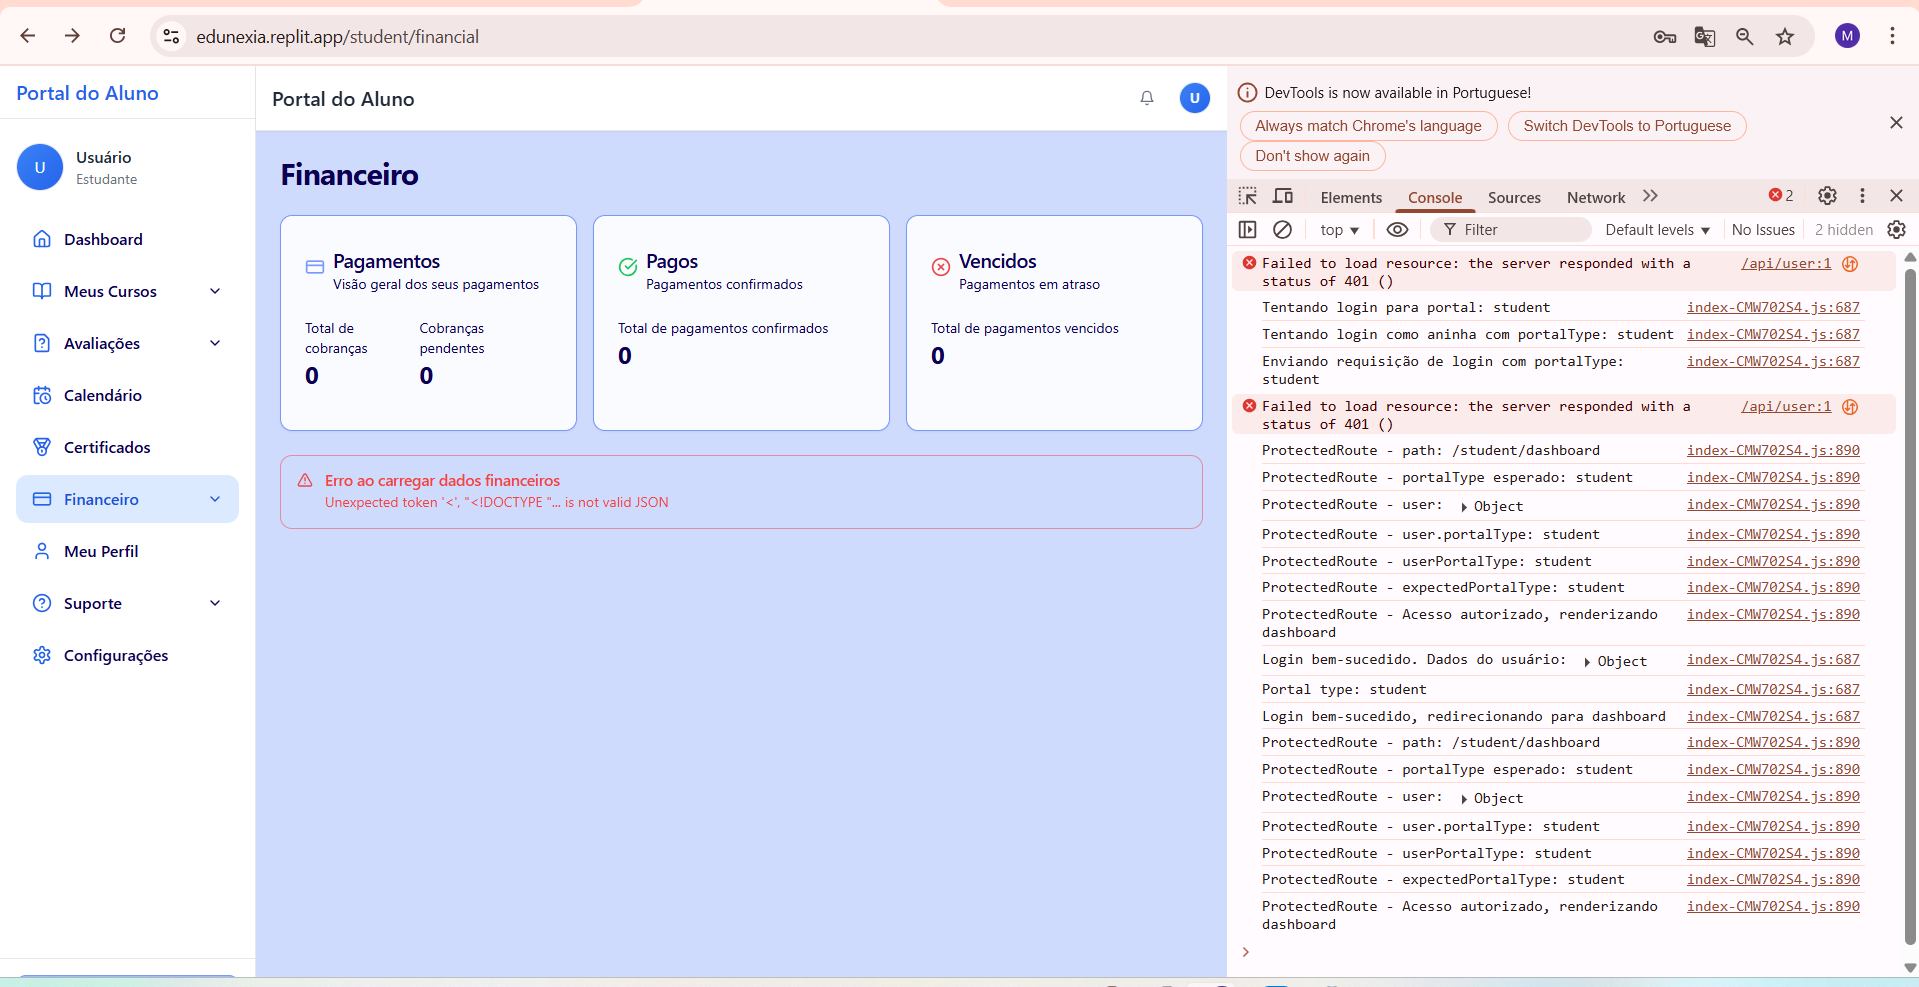 edunexia.replit.app/student/financial
M
Portal do Aluno
U
Usuário
Estudante
Dashboard
Meus Cursos
Avaliações
Calendário
Certificados
Financeiro
Meu Perfil
Suporte
Configurações
Portal do Aluno
U
Financeiro
Pagamentos
Visão geral dos seus pagamentos
Total de cobranças
0
Cobranças pendentes
0
Pagos
Pagamentos confirmados
Total de pagamentos confirmados
0
Vencidos
Pagamentos em atraso
Total de pagamentos vencidos
0
Erro ao carregar dados financeiros
Unexpected token '<', "<!DOCTYPE "... is not valid JSON
DevTools is now available in Portuguese!
Always match Chrome's language
Switch DevTools to Portuguese
Don't show again
Elements Console Sources Network 2
top Filter Default levels No Issues 2 hidden
Failed to load resource: the server responded with a /api/user:1
status of 401 ()
Tentando login para portal: student index-CMW702S4.js:687
Tentando login como aninha com portalType: student index-CMW702S4.js:687
Enviando requisição de login com portalType: index-CMW702S4.js:687
student
Failed to load resource: the server responded with a /api/user:1
status of 401 ()
ProtectedRoute - path: /student/dashboard index-CMW702S4.js:890
ProtectedRoute - portalType esperado: student index-CMW702S4.js:890
ProtectedRoute - user: Object index-CMW702S4.js:890
ProtectedRoute - user.portalType: student index-CMW702S4.js:890
ProtectedRoute - userPortalType: student index-CMW702S4.js:890
ProtectedRoute - expectedPortalType: student index-CMW702S4.js:890
ProtectedRoute - Acesso autorizado, renderizando index-CMW702S4.js:890
dashboard
Login bem-sucedido. Dados do usuário: Object index-CMW702S4.js:687
Portal type: student index-CMW702S4.js:687
Login bem-sucedido, redirecionando para dashboard index-CMW702S4.js:687
ProtectedRoute - path: /student/dashboard index-CMW702S4.js:890
ProtectedRoute - portalType esperado: student index-CMW702S4.js:890
ProtectedRoute - user: Object index-CMW702S4.js:890
ProtectedRoute - user.portalType: student index-CMW702S4.js:890
ProtectedRoute - userPortalType: student index-CMW702S4.js:890
ProtectedRoute - expectedPortalType: student index-CMW702S4.js:890
ProtectedRoute - Acesso autorizado, renderizando index-CMW702S4.js:890
dashboard